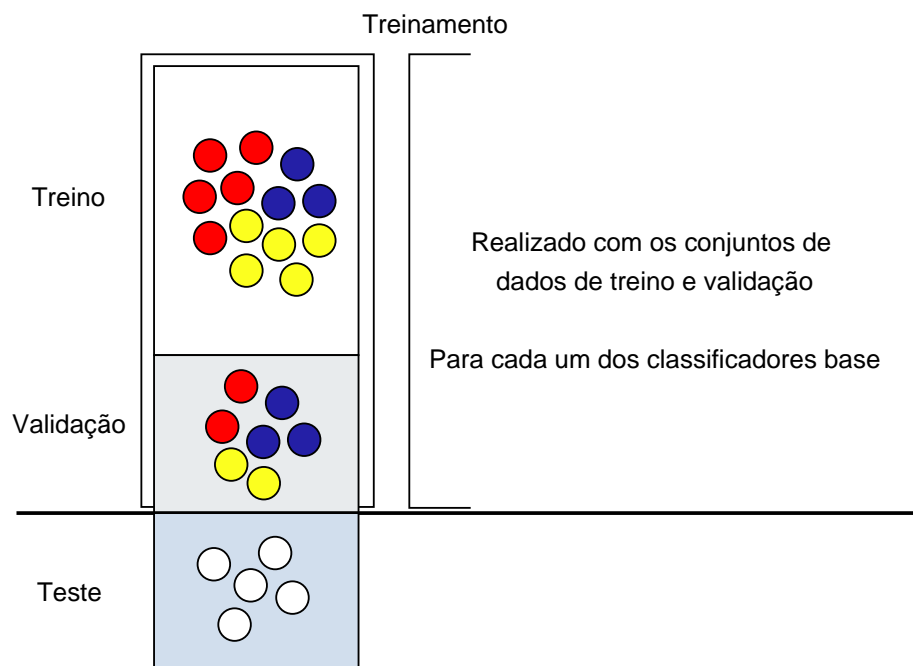 Treinamento
Treino
Realizado com os conjuntos de
dados de treino e validação
Para cada um dos classificadores base
Validação
Teste